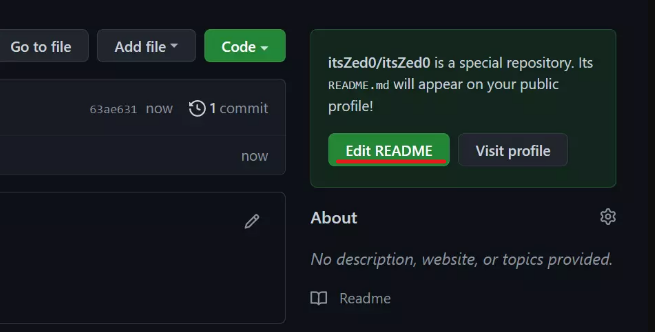 Go to file Add file Code
63ae631 now 1 commit
now
itsZed0/itsZed0 is a special repository. Its
README.md will appear on your public
profile!
Edit README Visit profile
About
No description, website, or topics provided.
Readme